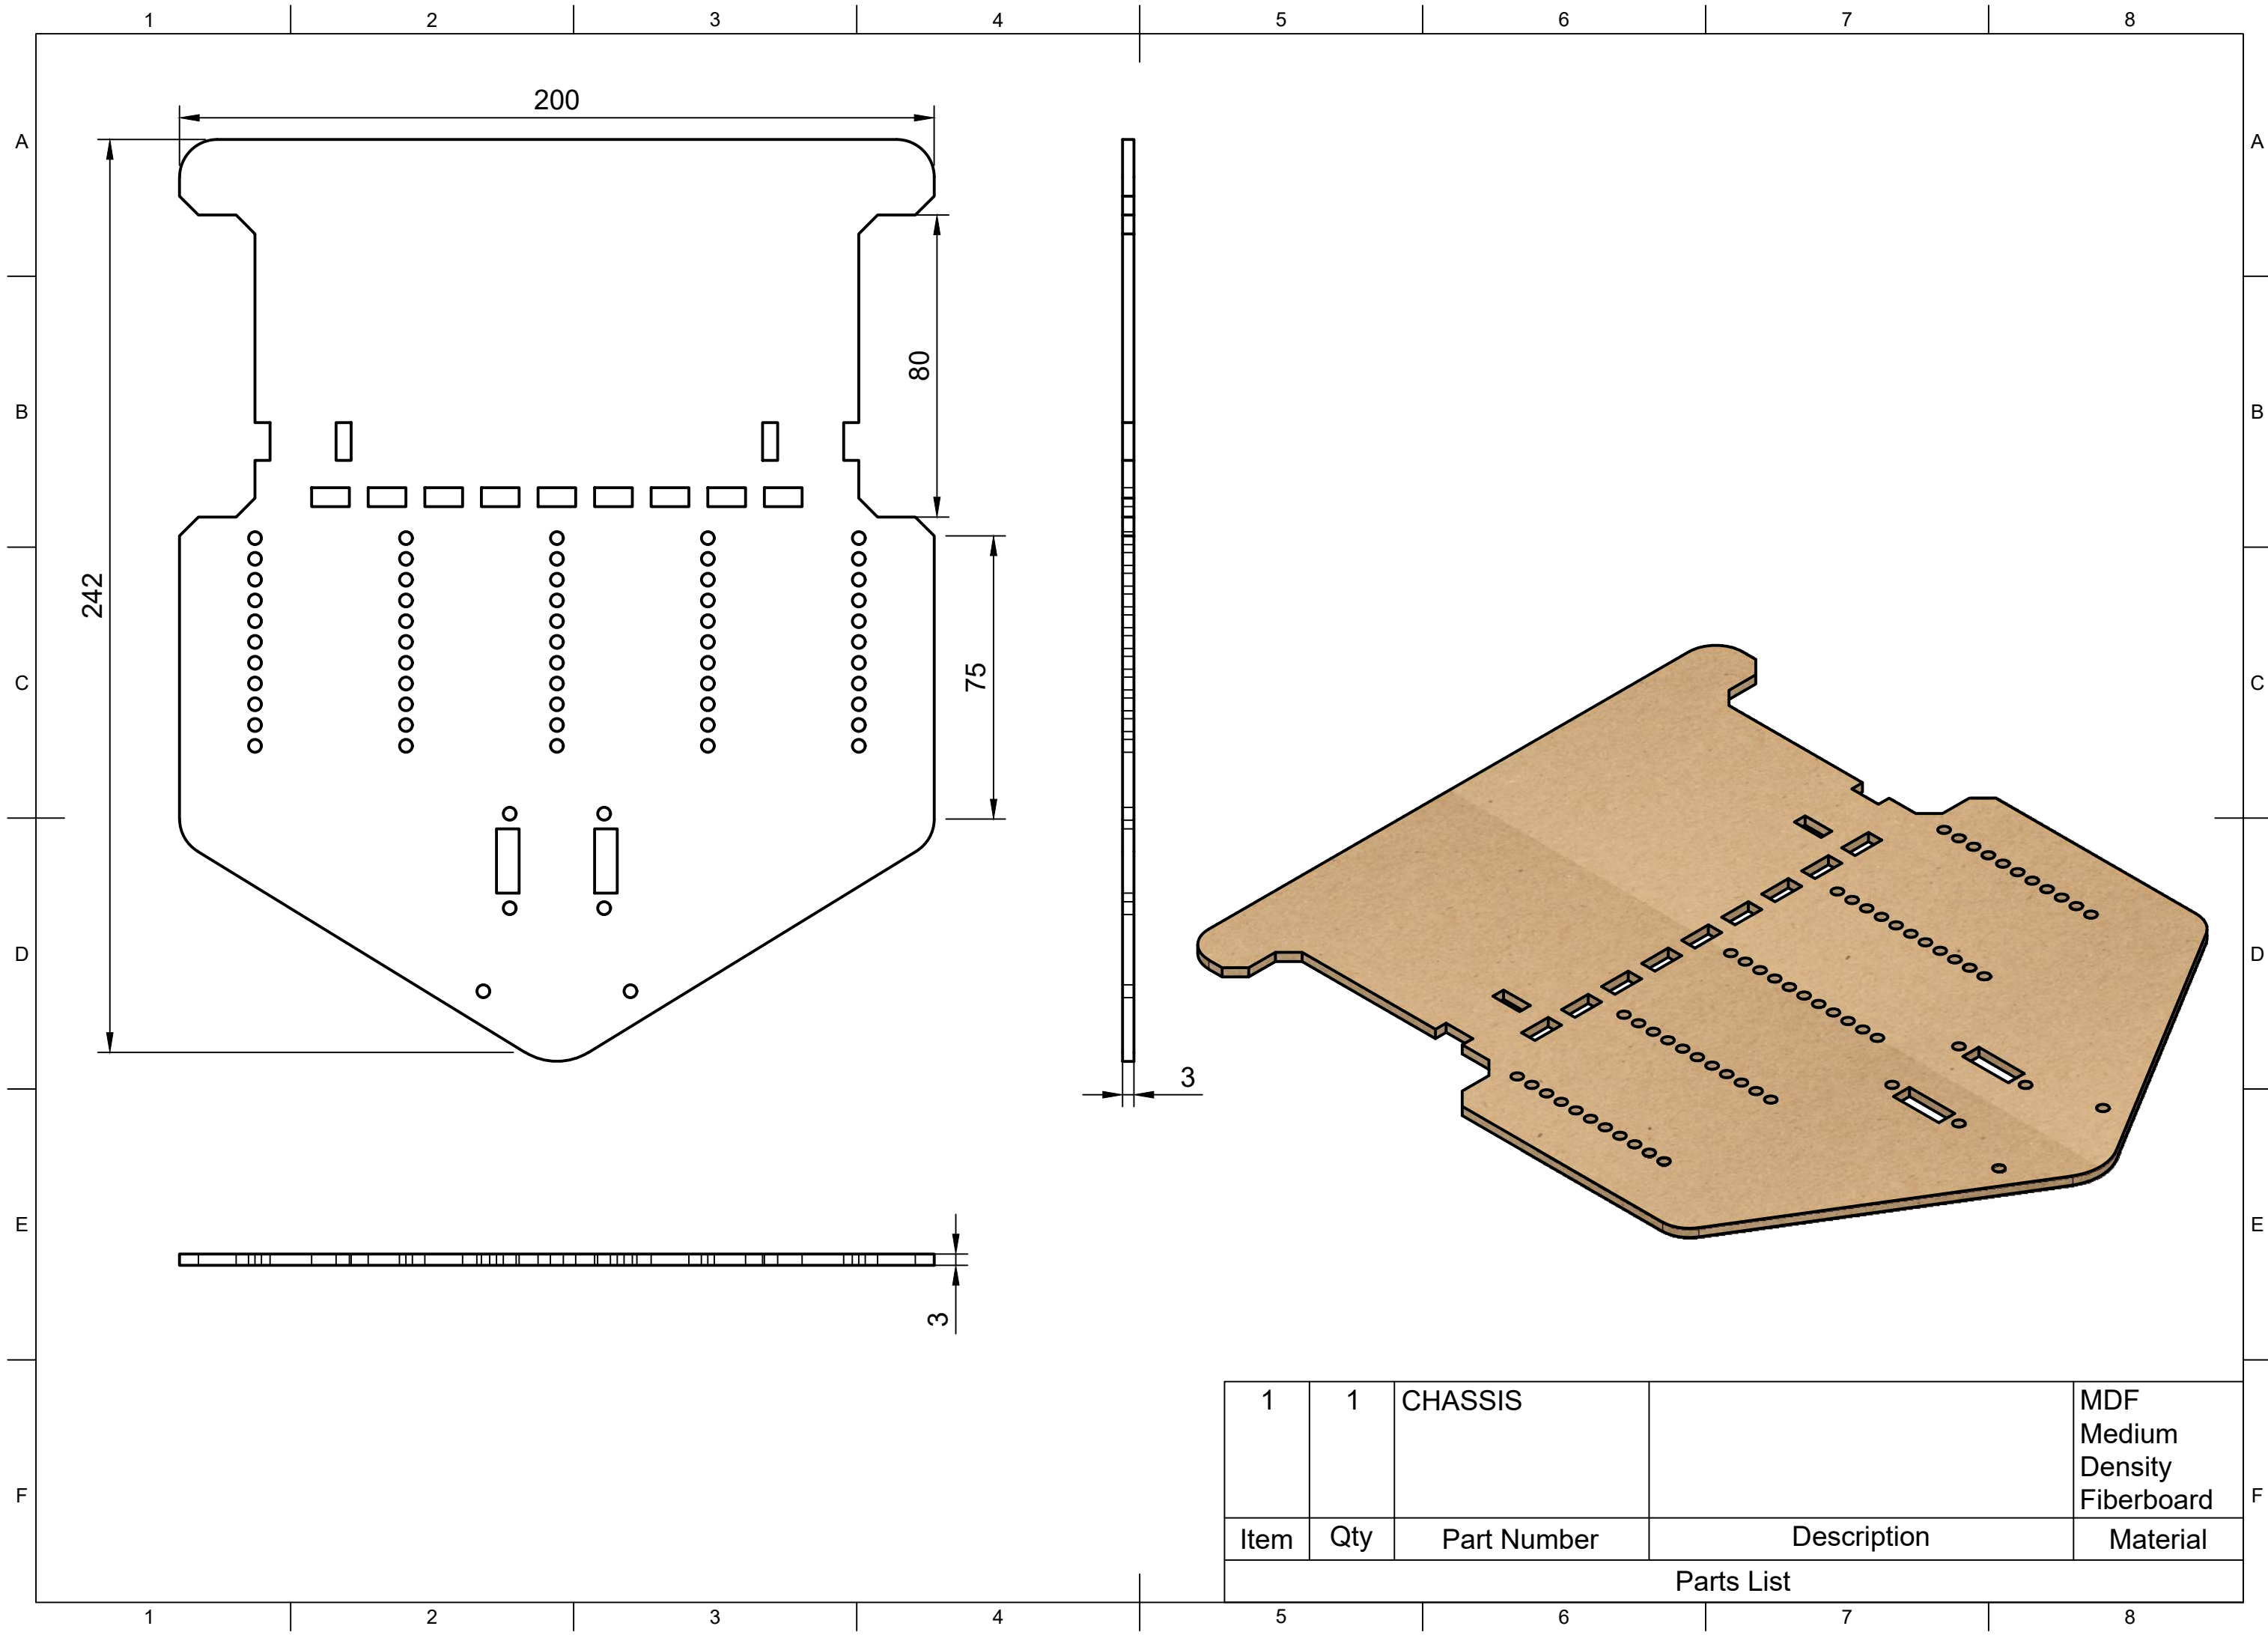 1 2 3 4 5 6 7 8
A A
B B
C C
D D
E E
F F
200
242
80
75
3
3
1 1 CHASSIS MDF
Medium
Density
Fiberboard
Item Qty Part Number Description Material
Parts List
1 2 3 4 5 6 7 8